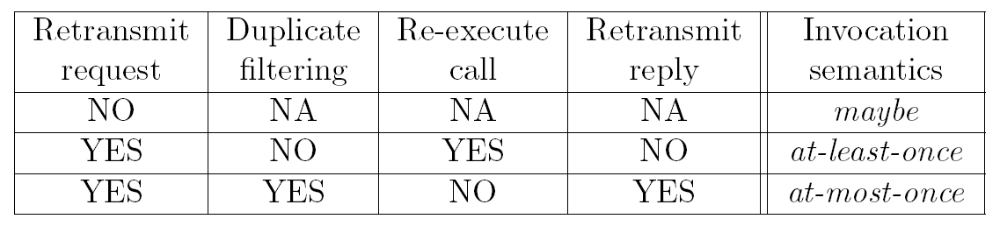 Retransmit Duplicate Re-execute Retransmit Invocation
request filtering call reply semantics
NO NA NA NA maybe
YES NO YES NO at-least-once
YES YES NO YES at-most-once